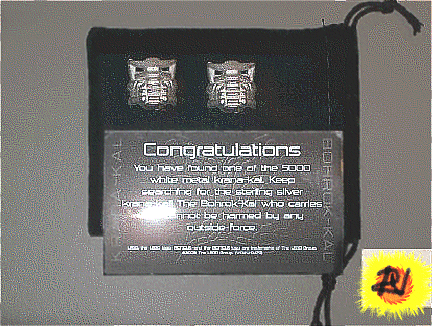 Congratulations
You have found one of the 5000
white metal krana-kal. Keep
searching for the sterling silver
krana-kal. The Bohrok-Kal who carries
cannot be harmed by any
outside force.
BOHROK-KAL